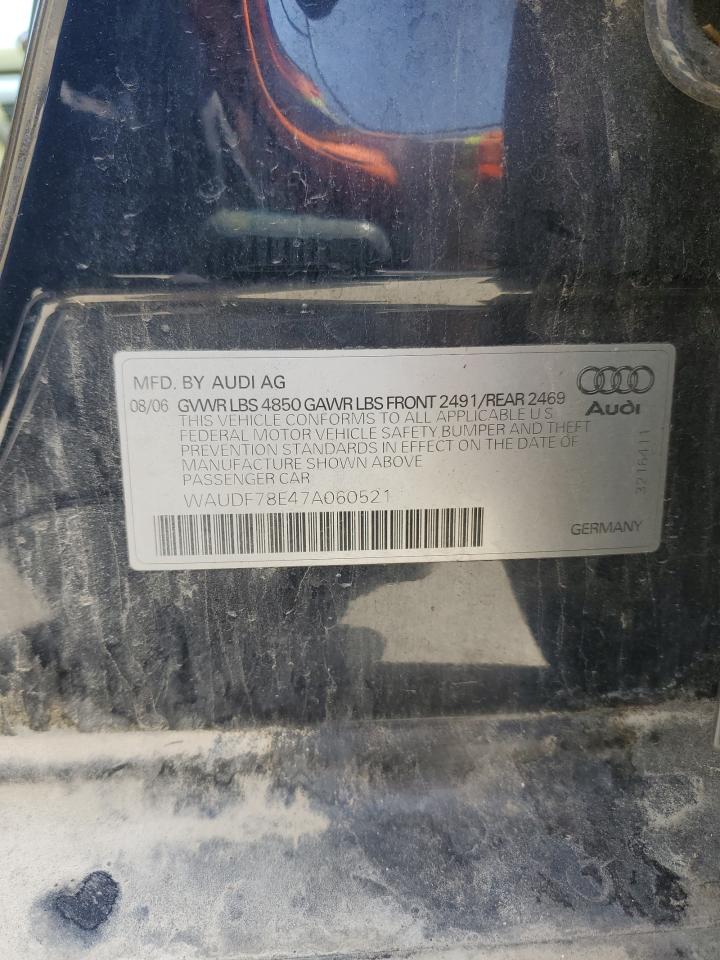 MFD. BY AUDI AG
08/06 GVWR LBS 4850 GAWR LBS FRONT 2491/REAR 2469
THIS VEHICLE CONFORMS TO ALL APPLICABLE U S
FEDERAL MOTOR VEHICLE SAFETY, BUMPER AND THEFT
PREVENTION STANDARDS IN EFFECT ON THE DATE OF
MANUFACTURE SHOWN ABOVE
PASSENGER CAR
WAUDF78E47A060521
Audi
3216411
GERMANY